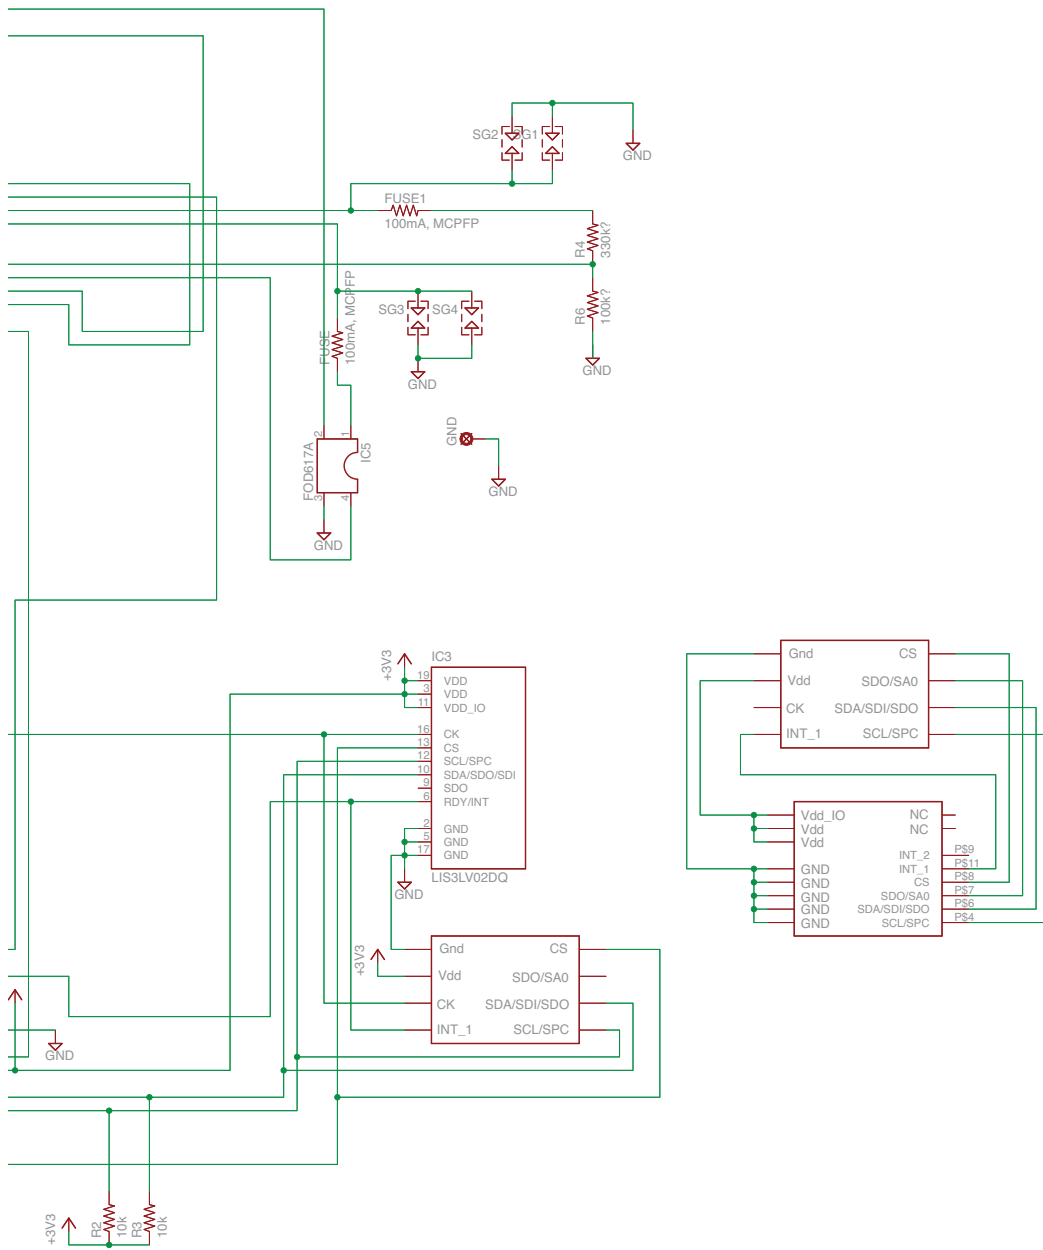 SG2
SG1
GND
FUSE1
100mA, MCPFP
R4
330k?
SG3
SG4
R6
100k?
FUSE
100mA, MCPFP
GND
GND
GND
GND
2
1
FOD617A
IC5
3
4
GND
IC3
+3V3
19 VDD
3 VDD
11 VDD_IO
16 CK
13 CS
12 SCL/SPC
10 SDA/SDO/SDI
9 SDO
6 RDY/INT
2 GND
5 GND
17 GND
LIS3LV02DQ
GND
Gnd CS
Vdd SDO/SA0
CK SDA/SDI/SDO
INT_1 SCL/SPC
Vdd_IO NC
Vdd NC
Vdd
INT_2 P$9
GND INT_1 P$11
GND CS P$8
GND SDO/SA0 P$7
GND SDA/SDI/SDO P$6
GND SCL/SPC P$4
+3V3
Gnd CS
Vdd SDO/SA0
CK SDA/SDI/SDO
INT_1 SCL/SPC
GND
+3V3
R2
10k
R3
10k